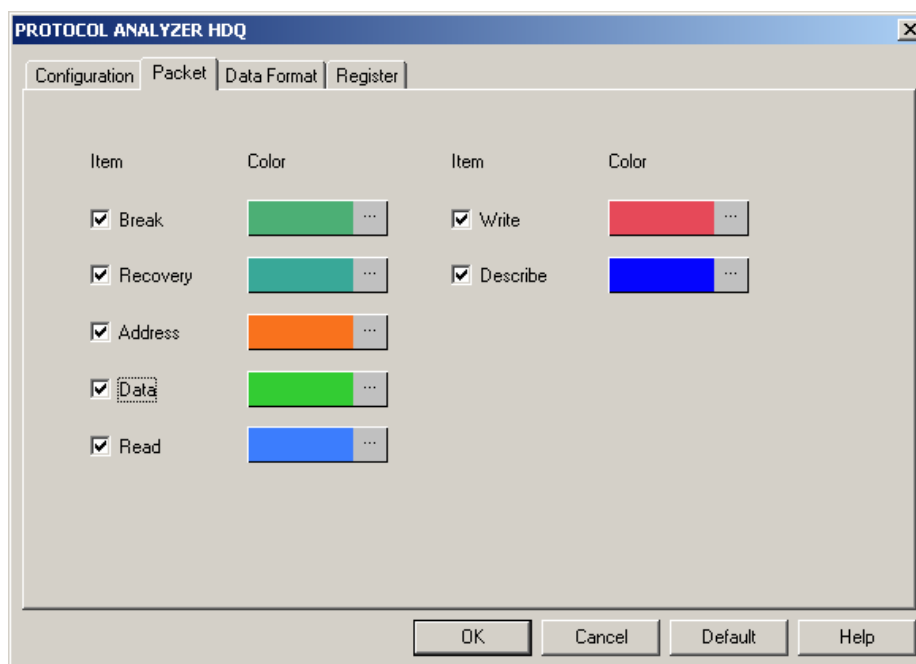 PROTOCOL ANALYZER HDQ
Configuration Packet Data Format Register
Item Color Item Color
Break ... Write ...
Recovery ... Describe ...
Address ...
Data ...
Read ...
OK Cancel Default Help